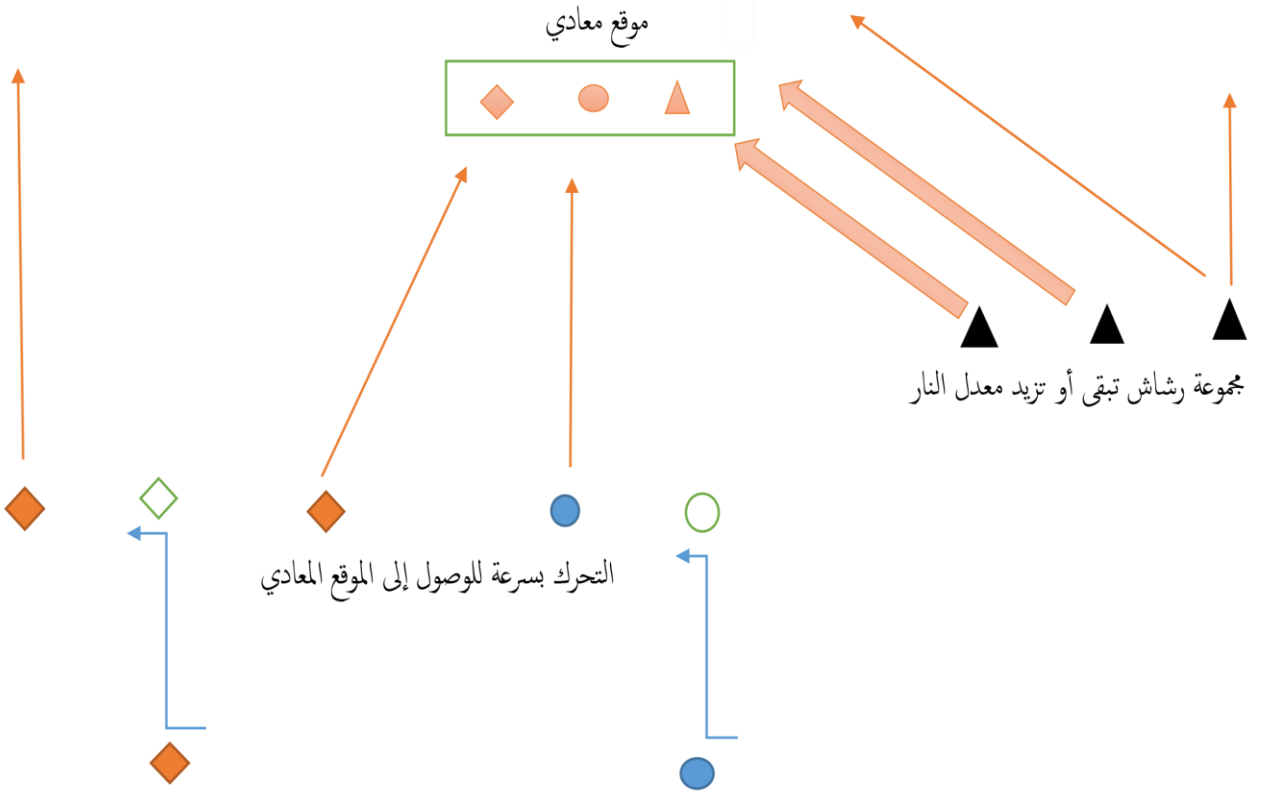 موقع معادي
مجموعة رشاش تبقى أو تزيد معدل النار
التحرك بسرعة للوصول إلى الموقع المعادي